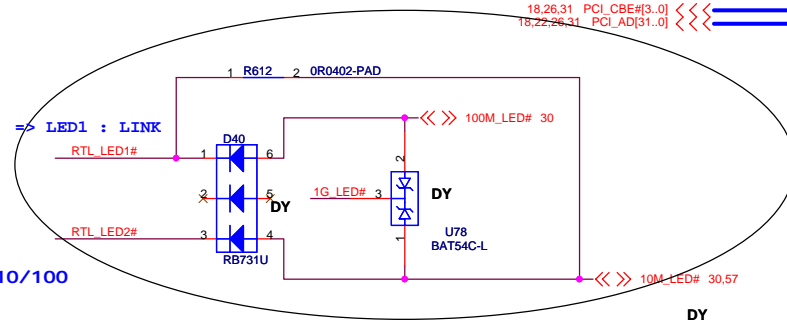 18,26,31 PCI_CBE#[3..0]
18,22,26,31 PCI_AD[31..0]
1 R612 2 0R0402-PAD
=> LED1 : LINK
100M_LED# 30
D40
RTL_LED1#
1 6
2
2 5
1G_LED# 3
DY
DY
RTL_LED2#
3 4
1
U78
BAT54C-L
RB731U
10/100
10M_LED# 30,57
DY